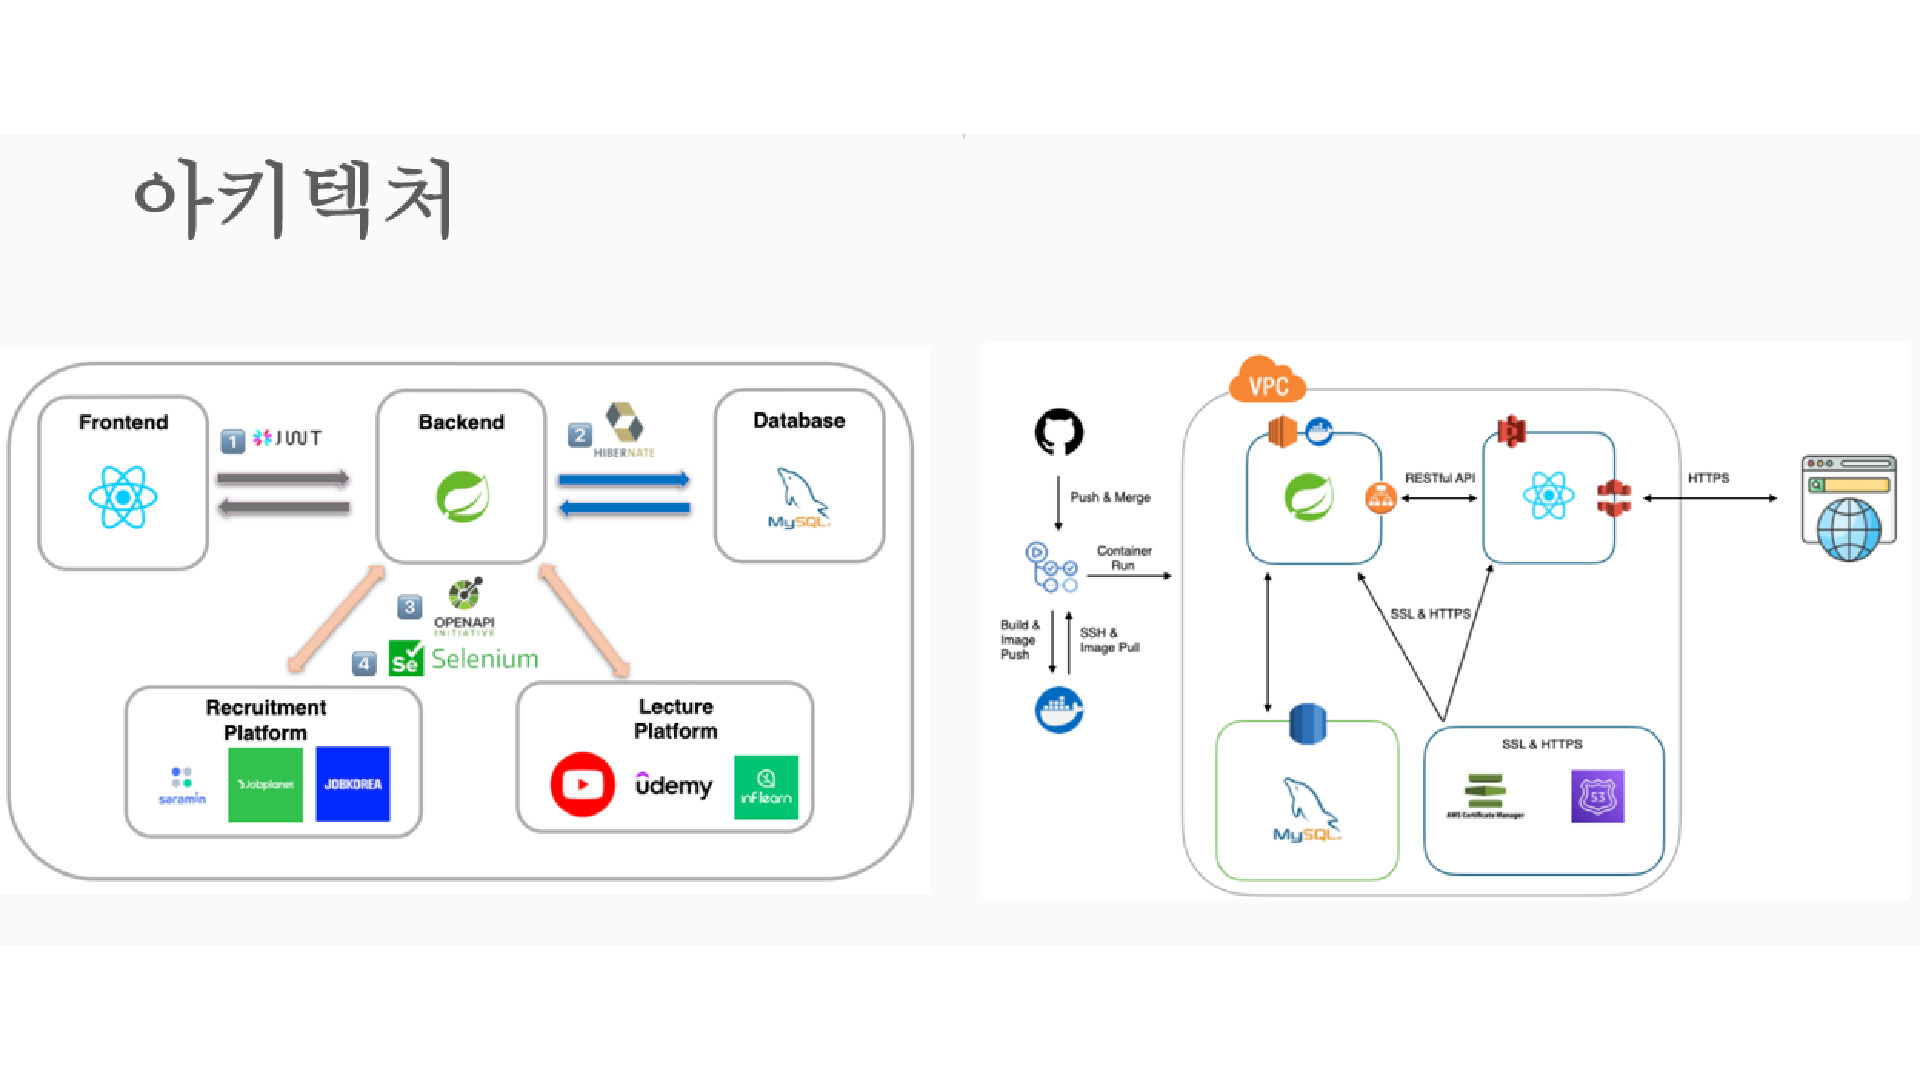 아키텍처
Frontend
1
JWT
Backend
2
HIBERNATE
Database
MySQL
3
OPENAPI
INITIATIVE
4
Se
Selenium
Recruitment
Platform
saramin
Jobplanet
JOBKOREA
Lecture
Platform
udemy
inflearn
VPC
Push & Merge
Container
Run
Build &
Image
Push
SSH &
Image Pull
RESTful API
HTTPS
SSL & HTTPS
MySQL
SSL & HTTPS
AWS Certificate Manager
53